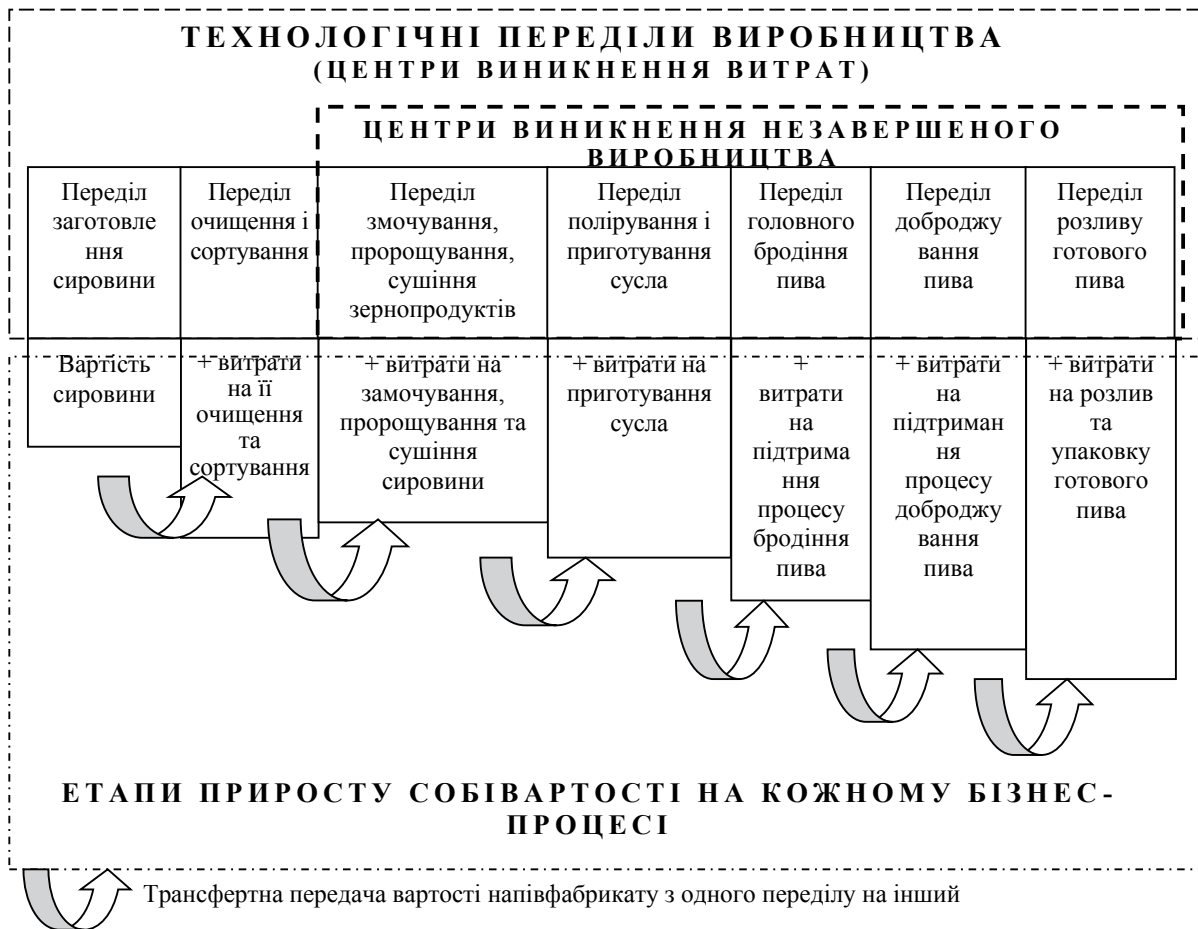 ТЕХНОЛОГІЧНІ ПЕРЕДІЛИ ВИРОБНИЦТВА
(ЦЕНТРИ ВИНИКНЕННЯ ВИТРАТ)
ЦЕНТРИ ВИНИКНЕННЯ НЕЗАВЕРШЕНОГО
ВИРОБНИЦТВА
Переділ
заготовле
ння
сировини
Переділ
очищення і
сортування
Переділ
змочування,
пророщування,
сушіння
зернопродуктів
Переділ
полірування і
приготування
сусла
Переділ
головного
бродіння
пива
Переділ
доброджу
вання
пива
Переділ
розливу
готового
пива
Вартість
сировини
+ витрати
на її
очищення
та
сортування
+ витрати на
замочування,
пророщування та
сушіння
сировини
+ витрати на
приготування
сусла
+
витрати
на
підтрима
ння
процесу
бродіння
пива
+ витрати
на
підтриман
ня
процесу
доброджу
вання
пива
+ витрати
на розлив
та
упаковку
готового
пива
ЕТАПИ ПРИРОСТУ СОБІВАРТОСТІ НА КОЖНОМУ БІЗНЕС-
ПРОЦЕСІ
Трансфертна передача вартості напівфабрикату з одного переділу на інший